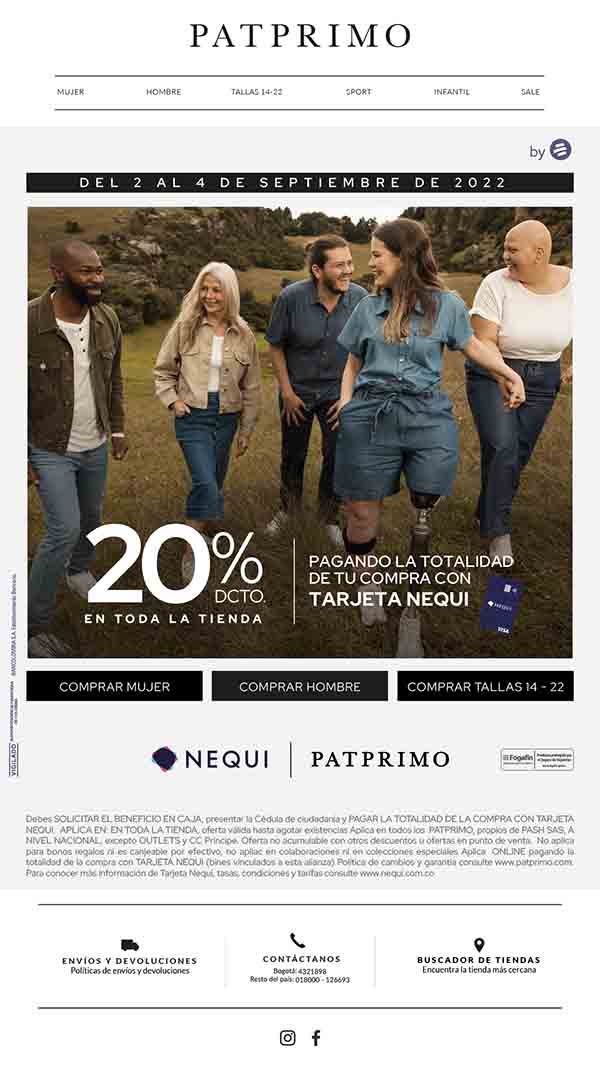 PATPRIMO
MUJER HOMBRE TALLAS 14-22 SPORT INFANTIL SALE
by
DEL 2 AL 4 DE SEPTIEMBRE DE 2022
20% DCTO.
EN TODA LA TIENDA
PAGANDO LA TOTALIDAD
DE TU COMPRA CON
TARJETA NEQUI
NEQUI
VISA
COMPRAR MUJER COMPRAR HOMBRE COMPRAR TALLAS 14 - 22
BANCOLOMBIA S.A. Establecimiento Bancario.
VIGILADO
NEQUI PATPRIMO
Fogafín
Debes SOLICITAR EL BENEFICIO EN CAJA, presentar la Cédula de ciudadania y PAGAR LA TOTALIDAD DE LA COMPRA CON TARJETA
NEQUI. APLICA EN: EN TODA LA TIENDA, oferta válida hasta agotar existencias Aplica en todos los PATPRIMO, propios de PASH SAS, A
NIVEL NACIONAL, excepto OUTLETS y CC Principe. Oferta no acumulable con otros descuentos u ofertas en punto de venta. No aplica
para bonos regalos ni es canjeable por efectivo, no apliac en colaboraciones ni en colecciones especiales Aplica ONLINE pagando la
totalidad de la compra con TARJETA NEQUI (bines vinculados a esta alianza) Política de cambios y garantía consulte www.patprimo.com.
Para conocer más información de Tarjeta Nequi, tasas, condiciones y tarifas consulte www.nequi.com.co
ENVÍOS Y DEVOLUCIONES
Políticas de envíos y devoluciones
CONTÁCTANOS
Bogotá: 4321898
Resto del país: 018000 - 126693
BUSCADOR DE TIENDAS
Encuentra la tienda más cercana